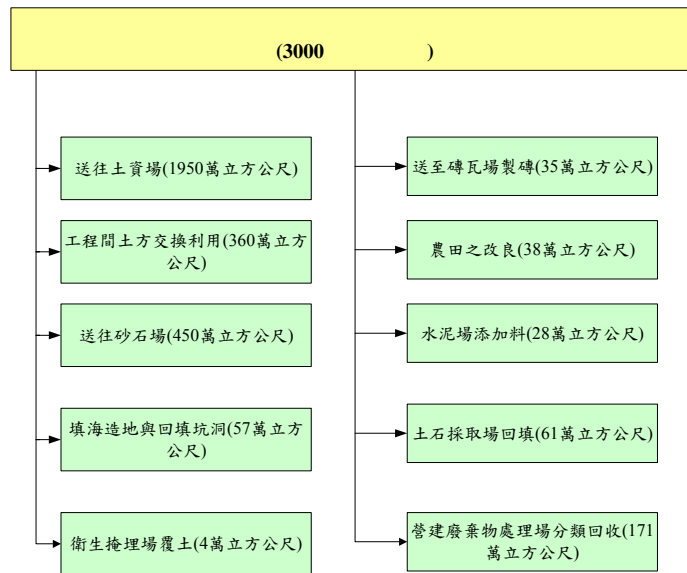 (3000 )
送往土資場(1950萬立方公尺)
工程間土方交換利用(360萬立方
公尺)
送往砂石場(450萬立方公尺)
填海造地與回填坑洞(57萬立方
公尺)
衛生掩埋場覆土(4萬立方公尺)
送至磚瓦場製磚(35萬立方公尺)
農田之改良(38萬立方公尺)
水泥場添加料(28萬立方公尺)
土石採取場回填(61萬立方公尺)
營建廢棄物處理場分類回收(171
萬立方公尺)